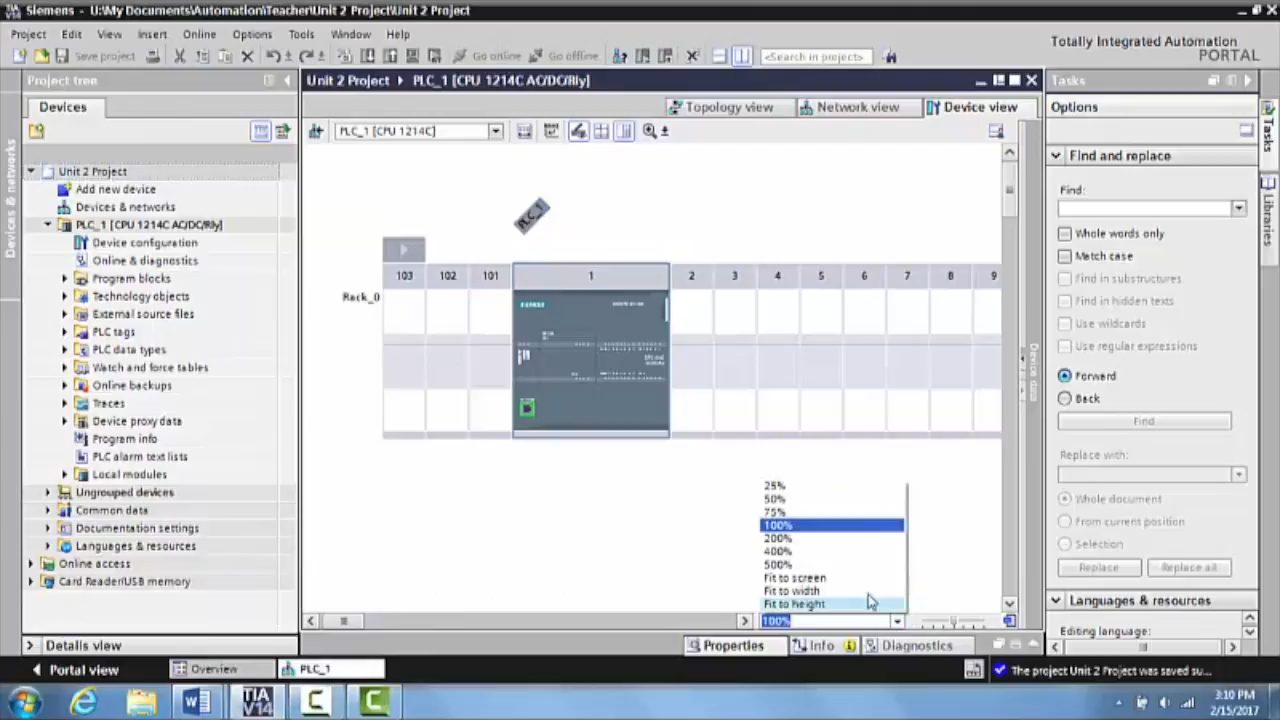 Siemens - U:\My Documents\Automation\Teacher\Unit 2 Project\Unit 2 Project
Project Edit View Insert Online Options Tools Window Help
Totally Integrated Automation
PORTAL
Save project
Go online
Go offline
<Search in project>
Project tree
Unit 2 Project PLC_1 [CPU 1214C AC/DC/Rly]
Tasks
Devices
Topology view
Network view
Device view
Options
PLC_1 [CPU 1214C]
Devices & networks
Unit 2 Project
Add new device
Devices & networks
PLC_1 [CPU 1214C AC/DC/Rly]
Device configuration
Online & diagnostics
Program blocks
Technology objects
External source files
PLC tags
PLC data types
Watch and force tables
Online backups
Traces
Device proxy data
Program info
PLC alarm text lists
Local modules
Ungrouped devices
Common data
Documentation settings
Languages & resources
Online access
Card Reader/USB memory
Details view
PLC_1
103 102 101 1 2 3 4 5 6 7 8 9
Rack_0
SIEMENS
Device data
25%
50%
75%
100%
200%
400%
500%
Fit to screen
Fit to width
Fit to height
100%
Properties
Info
Diagnostics
Find and replace
Find:
Whole words only
Match case
Find in substructures
Find in hidden texts
Use wildcards
Use regular expressions
Forward
Back
Find
Replace with:
Whole document
From current position
Selection
Replace
Replace all
Languages & resources
Editing language:
Tasks
Libraries
Portal view
Overview
PLC_1
The project Unit 2 Project was saved su...
TIA
V14
3:10 PM
2/15/2017